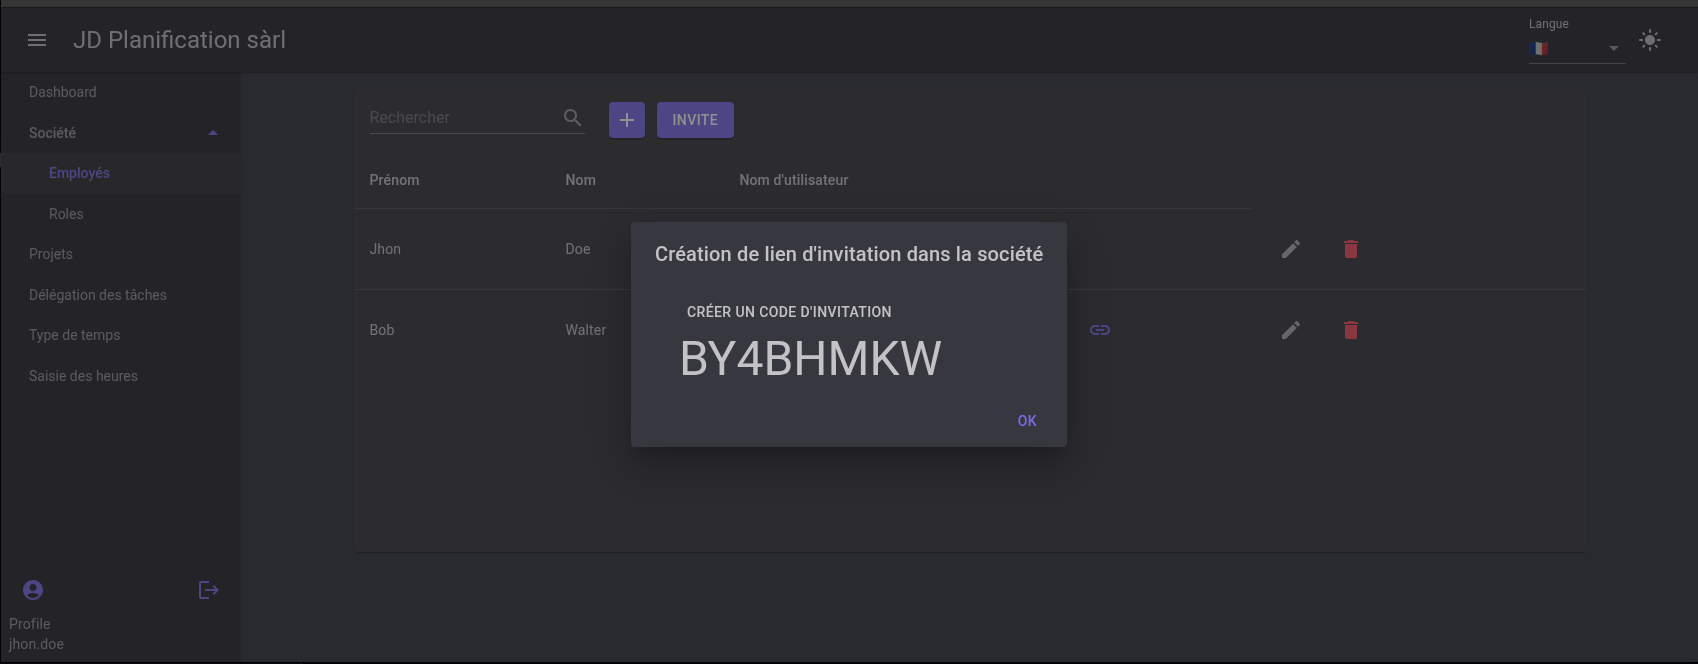 JD Planification sàrl
Langue
Dashboard
Société
Employés
Roles
Projets
Délégation des tâches
Type de temps
Saisie des heures
Profile
jhon.doe
Rechercher
+ INVITE
Prénom Nom Nom d'utilisateur
Jhon Doe
Bob Walter
Création de lien d'invitation dans la société
CRÉER UN CODE D'INVITATION
BY4BHMKW
OK